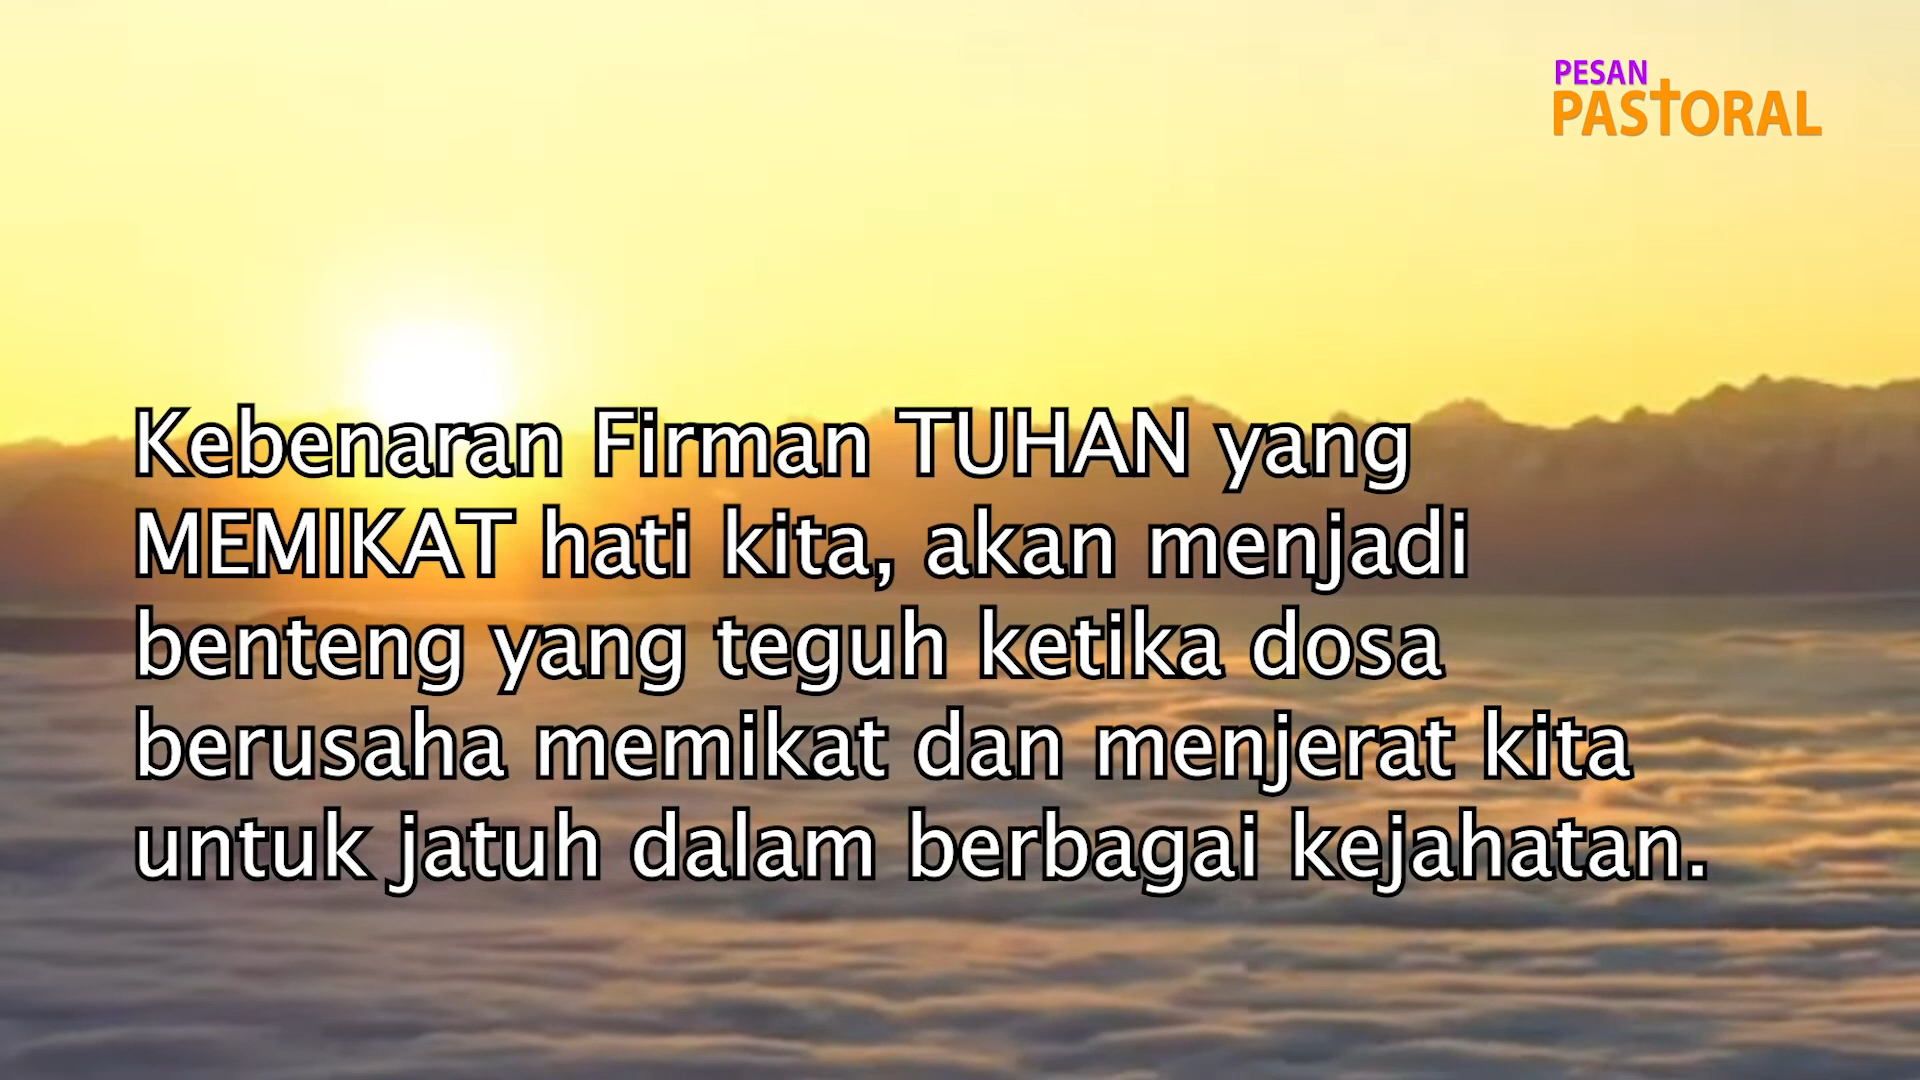 PESAN
PASTORAL
Kebenaran Firman TUHAN yang
MEMIKAT hati kita, akan menjadi
benteng yang teguh ketika dosa
berusaha memikat dan menjerat kita
untuk jatuh dalam berbagai kejahatan.